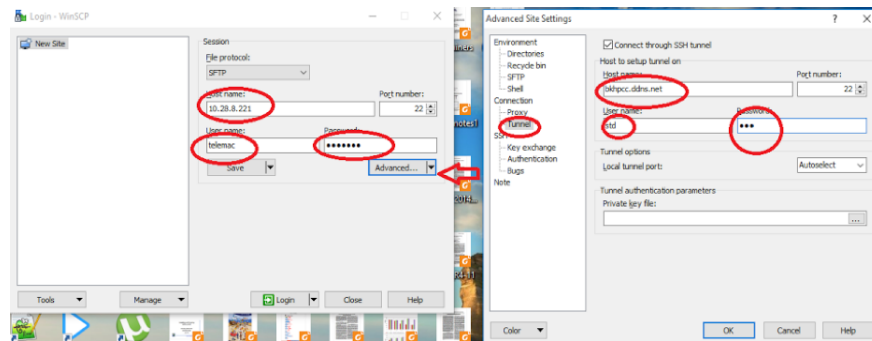 Login - WinSCP
New Site
Session
File protocol:
SFTP
Host name:
Port number:
10.28.8.221
22
User name:
Password:
telemac
•••••••
Save
Advanced...
Tools
Manage
Login
Close
Help
Advanced Site Settings
? X
Environment
Directories
Recycle bin
SFTP
Shell
Connection
Proxy
Tunnel
Key exchange
Authentication
Bugs
Note
Connect through SSH tunnel
Host to setup tunnel on
Host name:
Port number:
bkhpcc.ddns.net
22
User name:
Password:
•••
Tunnel options
Local tunnel port:
Autoselect
Tunnel authentication parameters
Private key file:
...
Color
OK
Cancel
Help